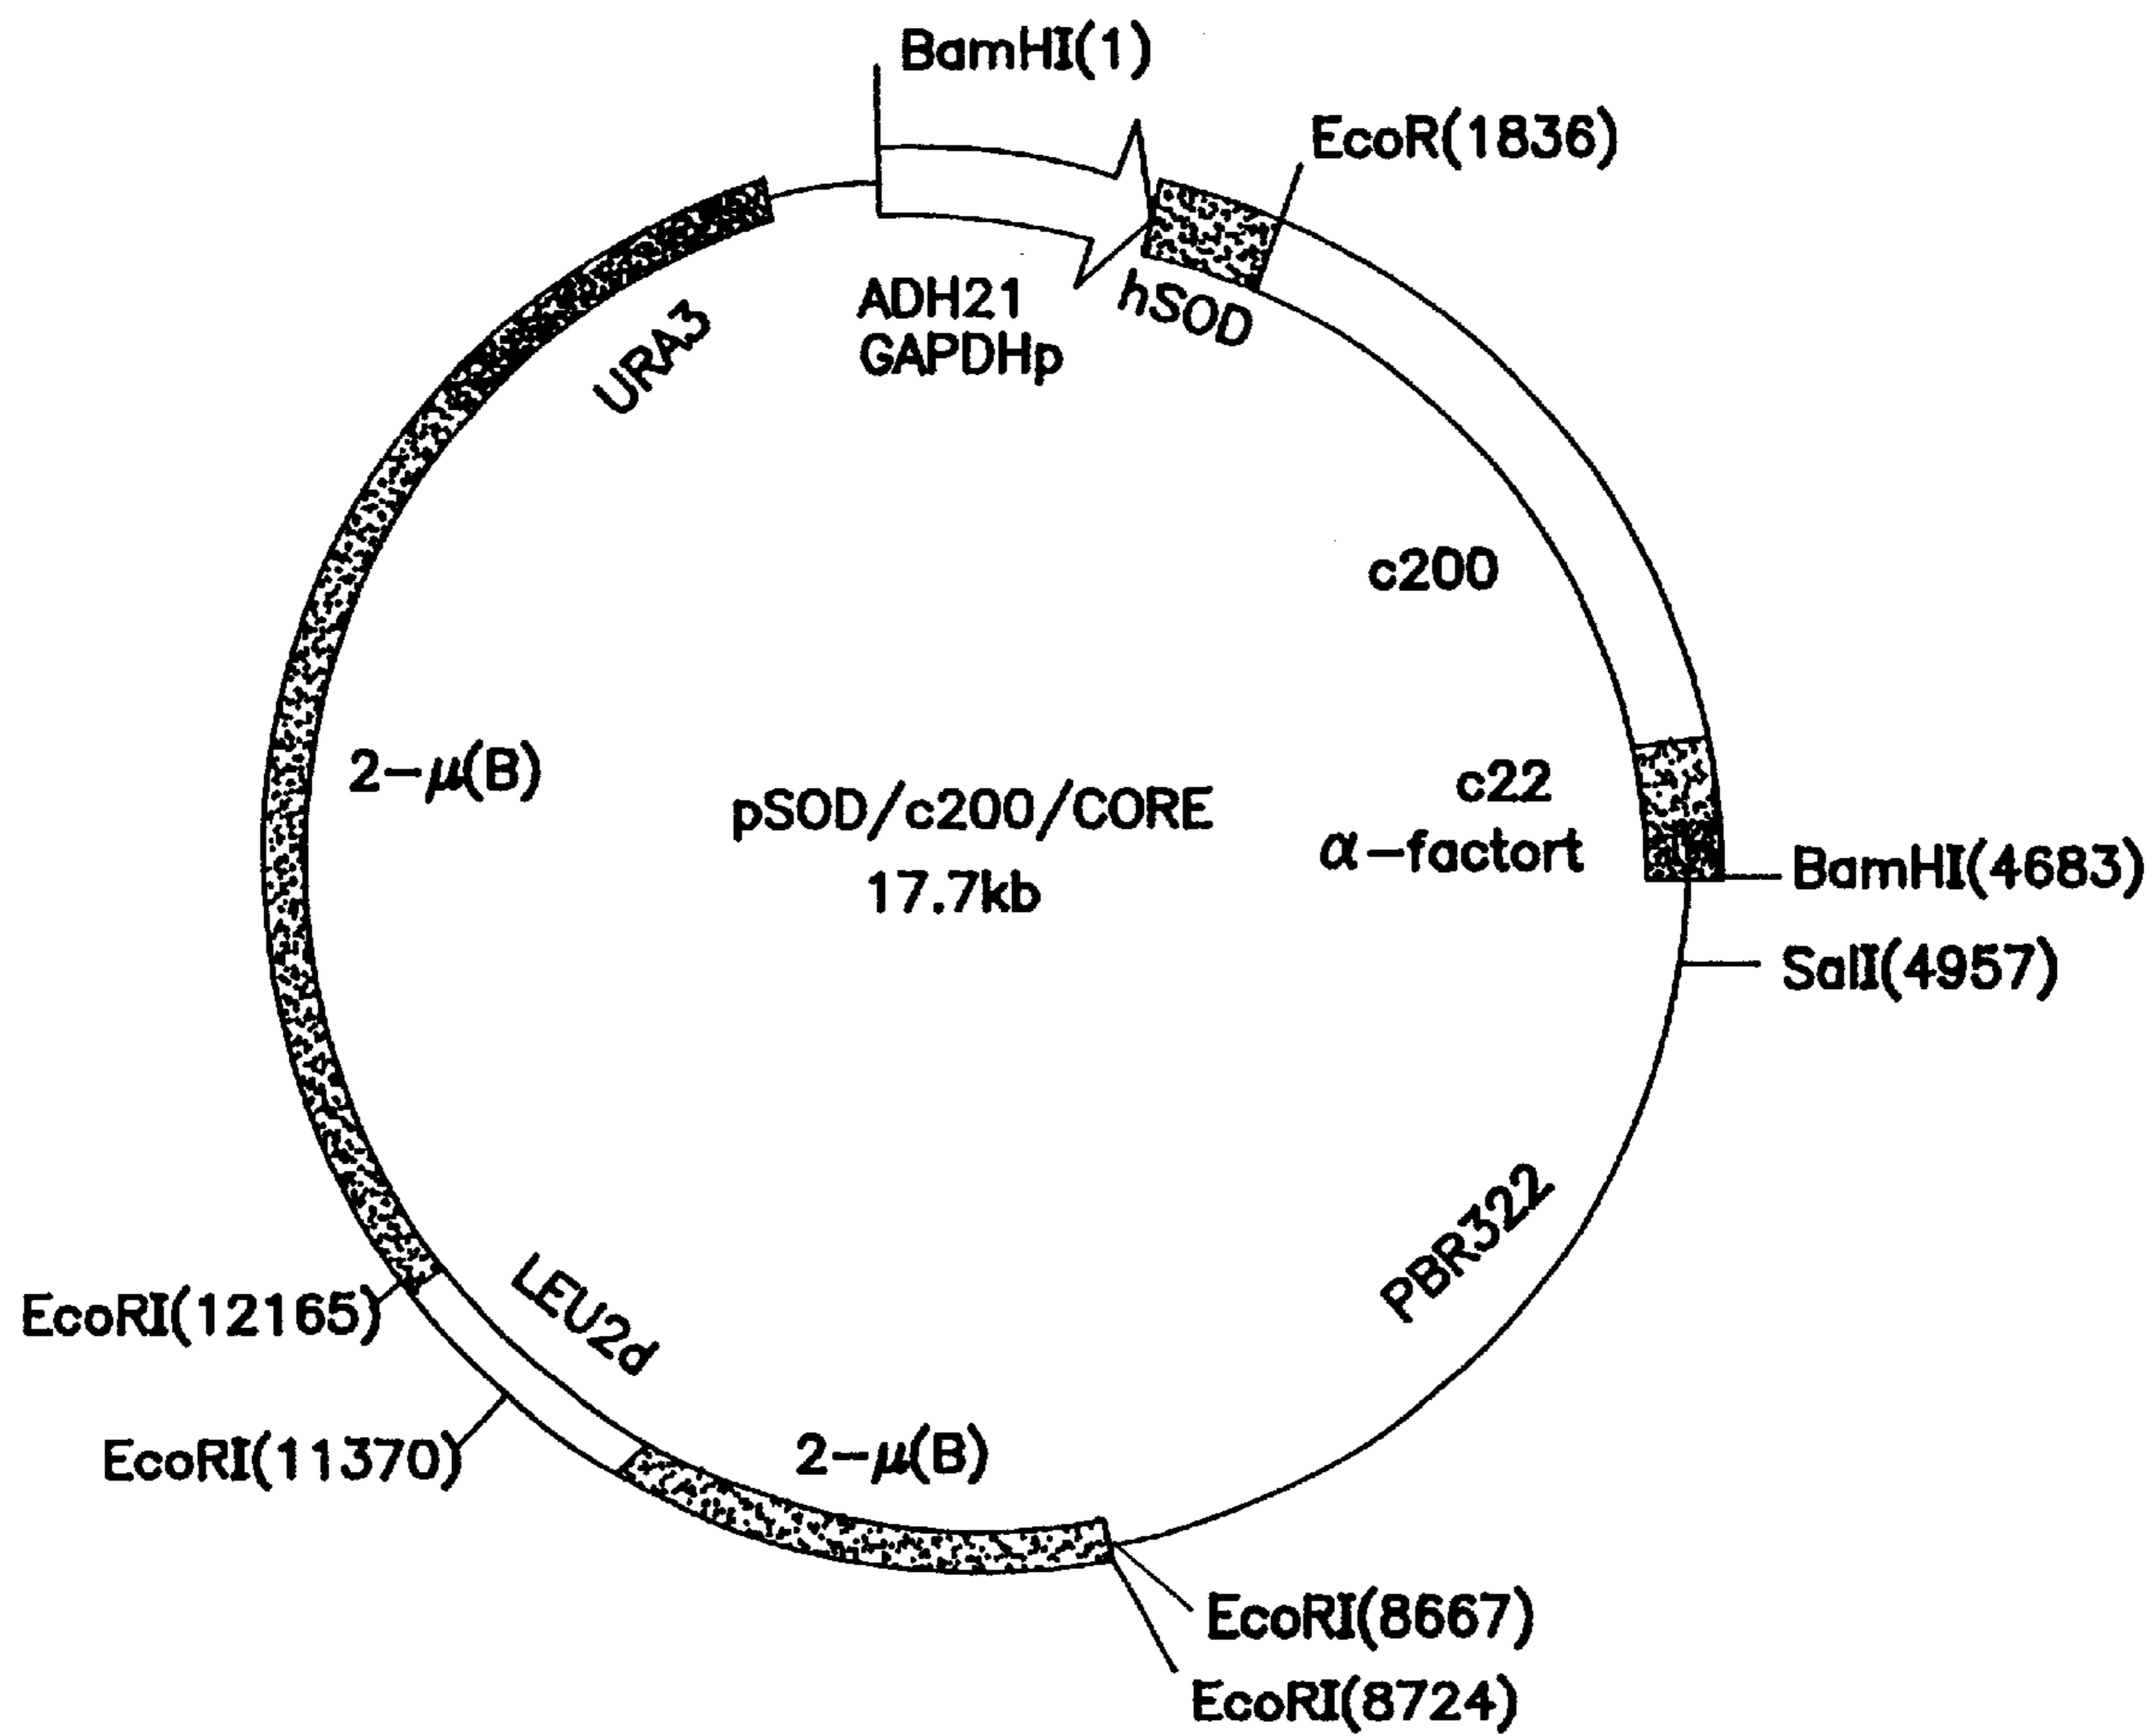 BamHI(1)
EcoR(1836)
ADH21
GAPDHp
hSOD
URA3
c200
2-μ(B)
pSOD/c200/CORE
17.7kb
c22
α-factort
BamHI(4683)
SalI(4957)
PBR322
EcoRI(12165)
LEU2d
EcoRI(11370)
2-μ(B)
EcoRI(8667)
EcoRI(8724)